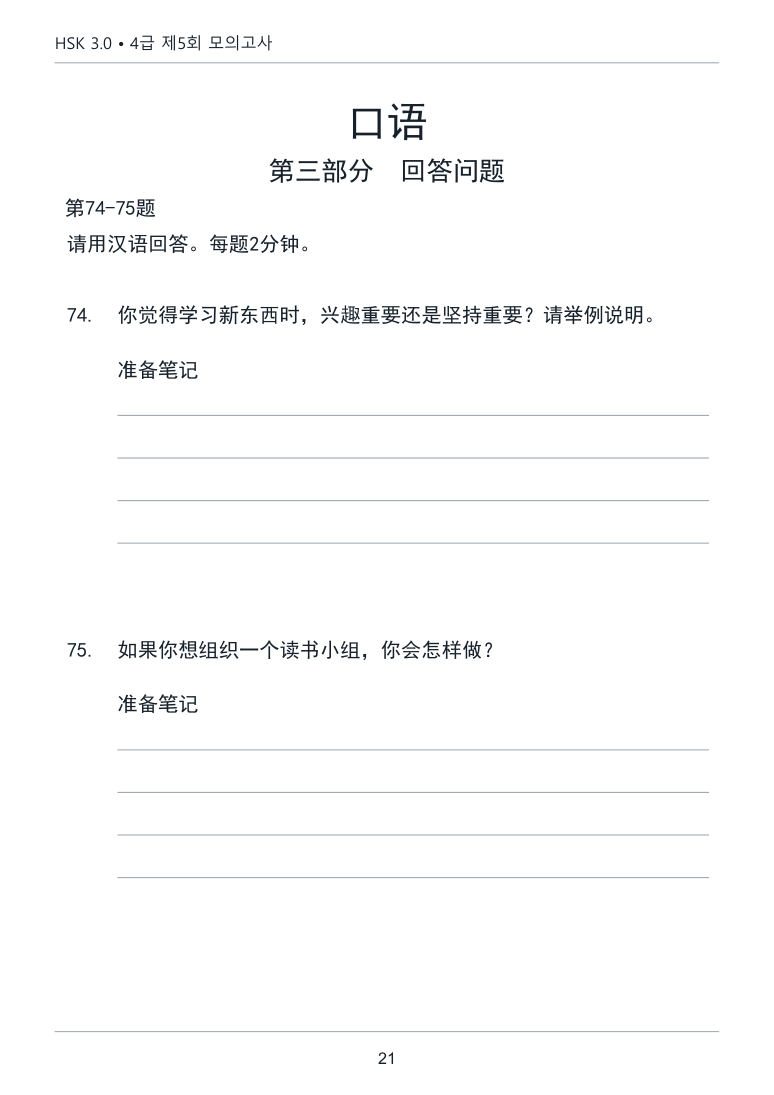 HSK 3.0 • 4급 제5회 모의고사
口语
第三部分　回答问题
第74-75题
请用汉语回答。每题2分钟。
74. 你觉得学习新东西时，兴趣重要还是坚持重要？请举例说明。
准备笔记
75. 如果你想组织一个读书小组，你会怎样做？
准备笔记
21